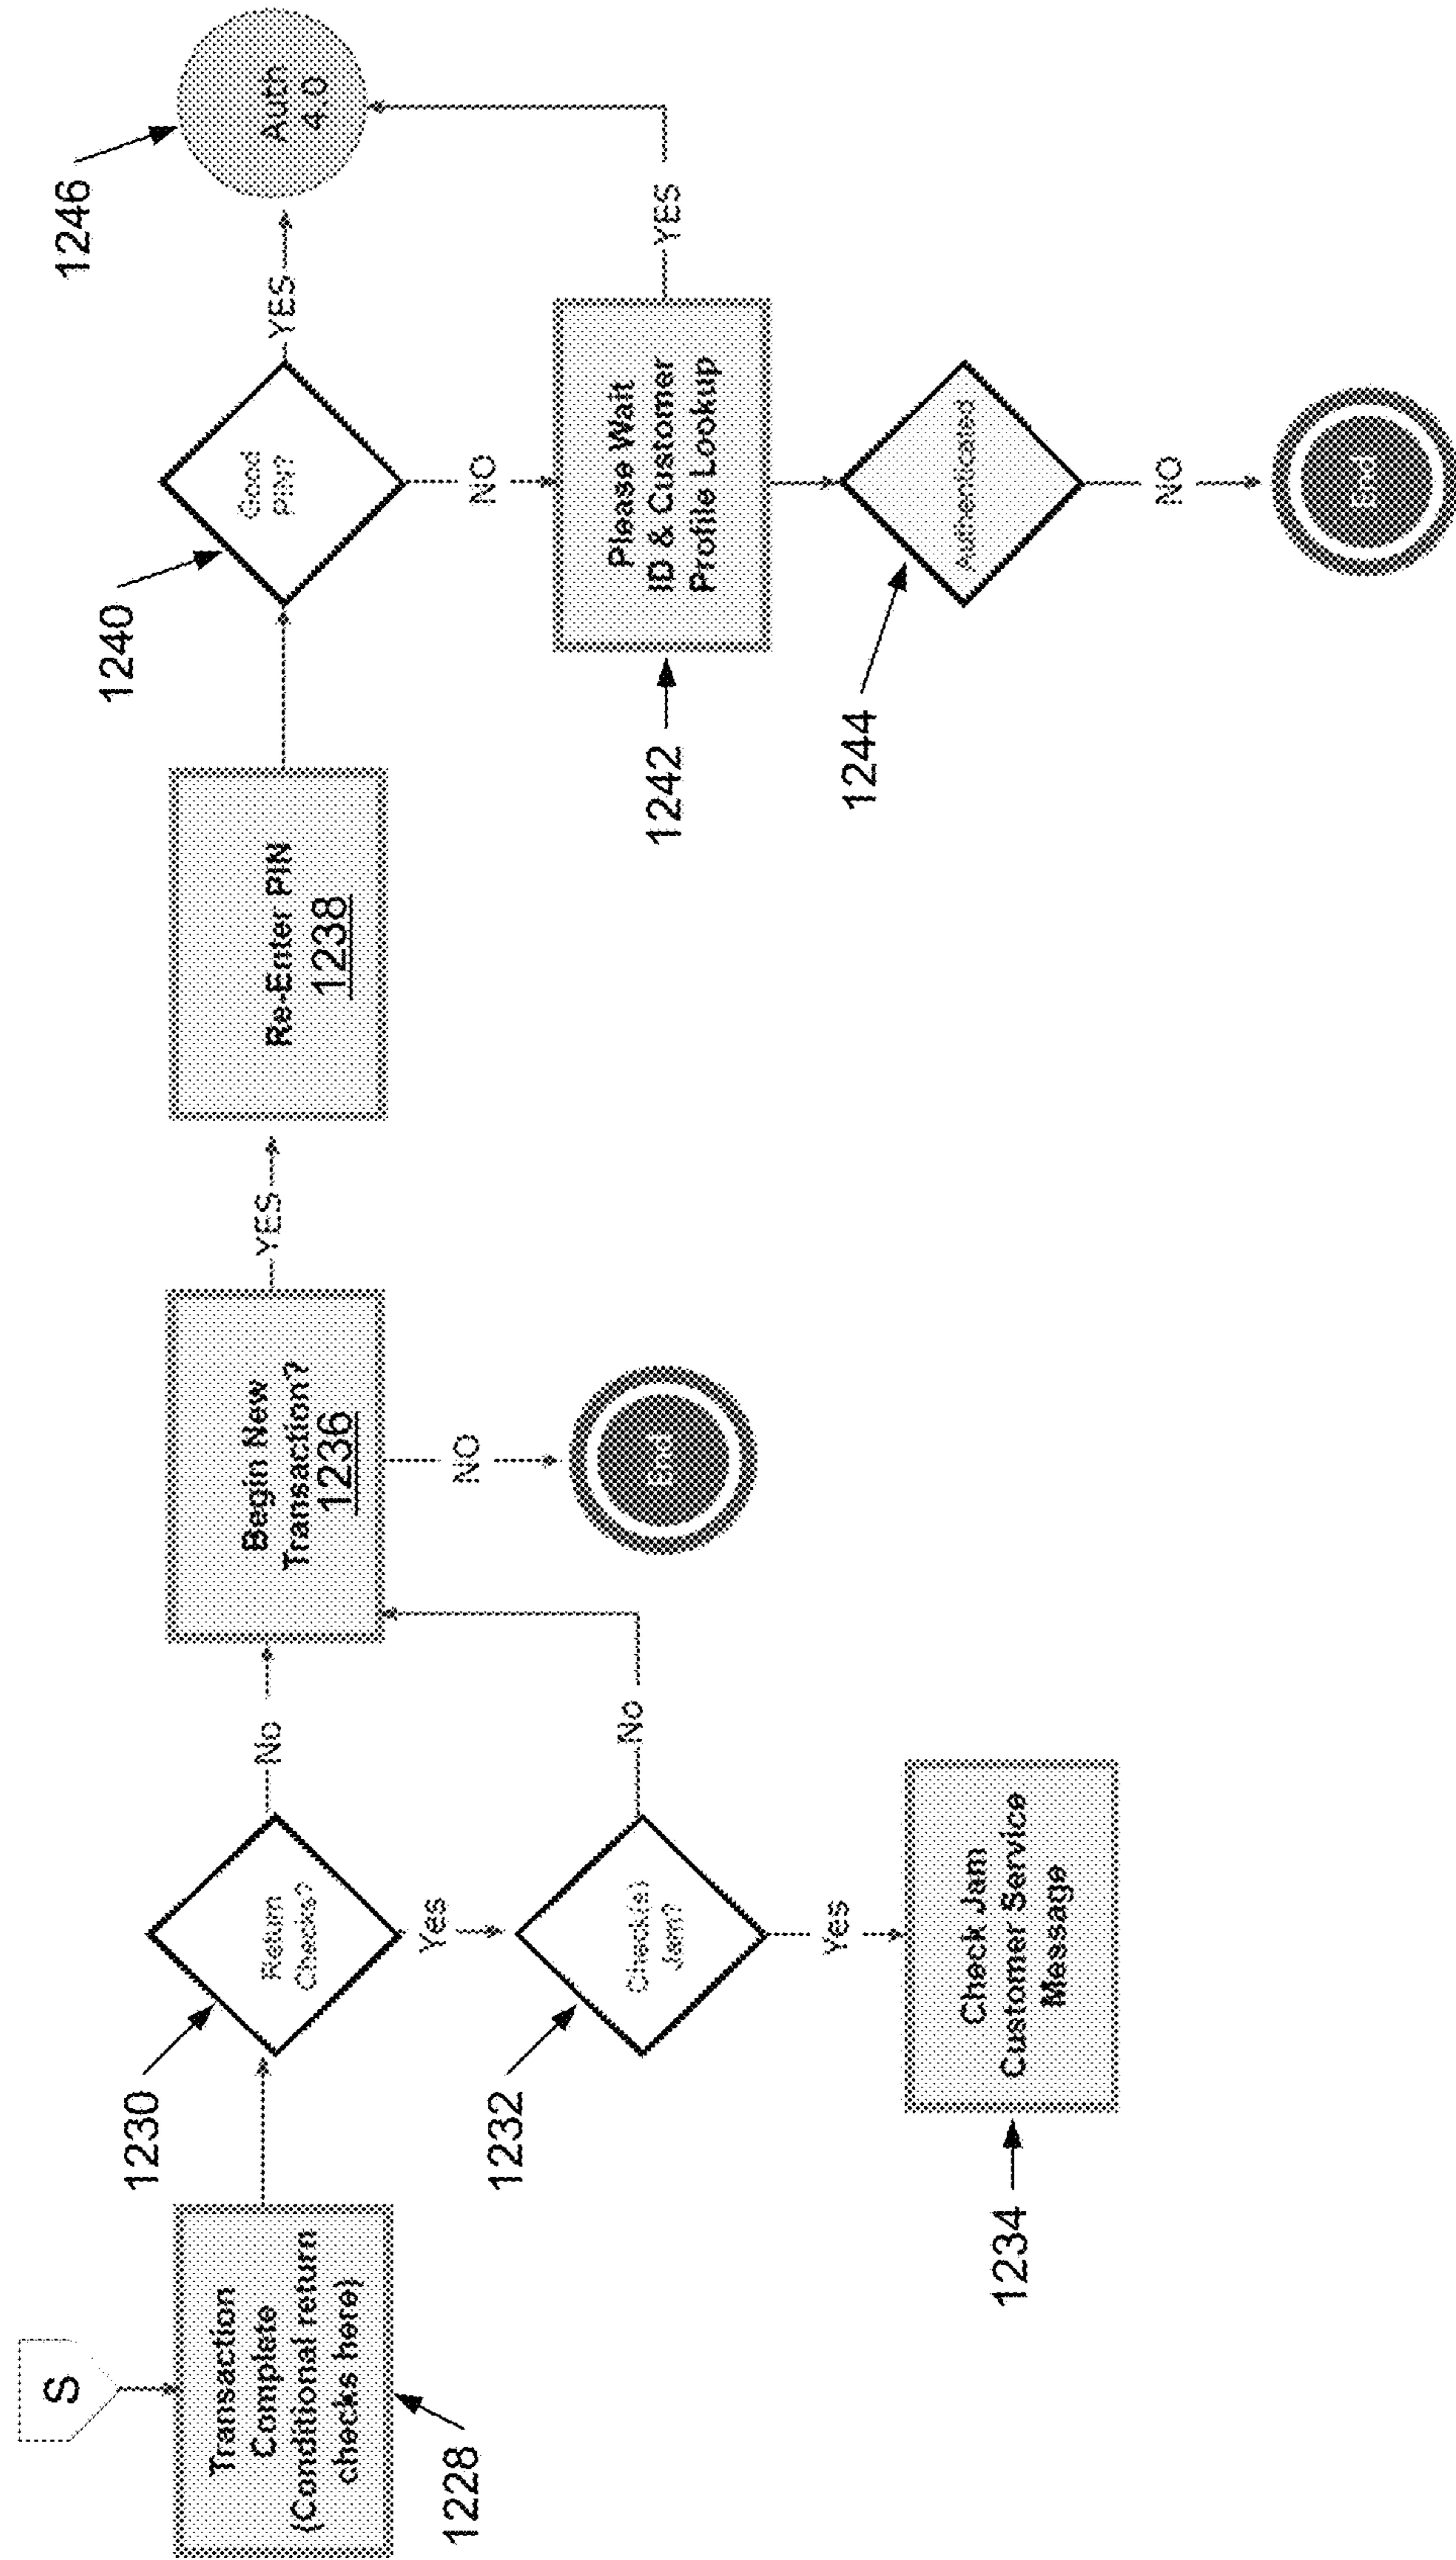 S
Transaction
Complete
(Conditional return
checks here)
1228
1230
Return
Checks?
No
Yes
1232
Check(s)
Jam?
No
Yes
1234
Check Jam
Customer Service
Message
Begin New
Transaction?
1236
NO
End
YES
Re-Enter PIN
1238
1240
Good
PIN?
YES
NO
1246
Auth
4.0
1242
Please Wait
ID & Customer
Profile Lookup
YES
1244
Authenticated
NO
End